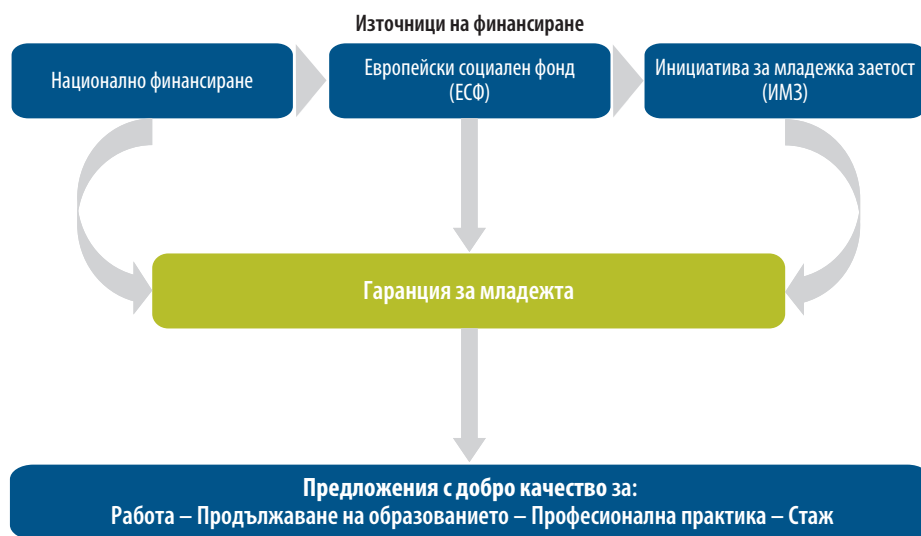 Източници на финансиране
Национално финансиране
Европейски социален фонд
(ЕСФ)
Инициатива за младежка заетост
(ИМЗ)
Гаранция за младежта
Предложения с добро качество за:
Работа – Продължаване на образованието – Професионална практика – Стаж